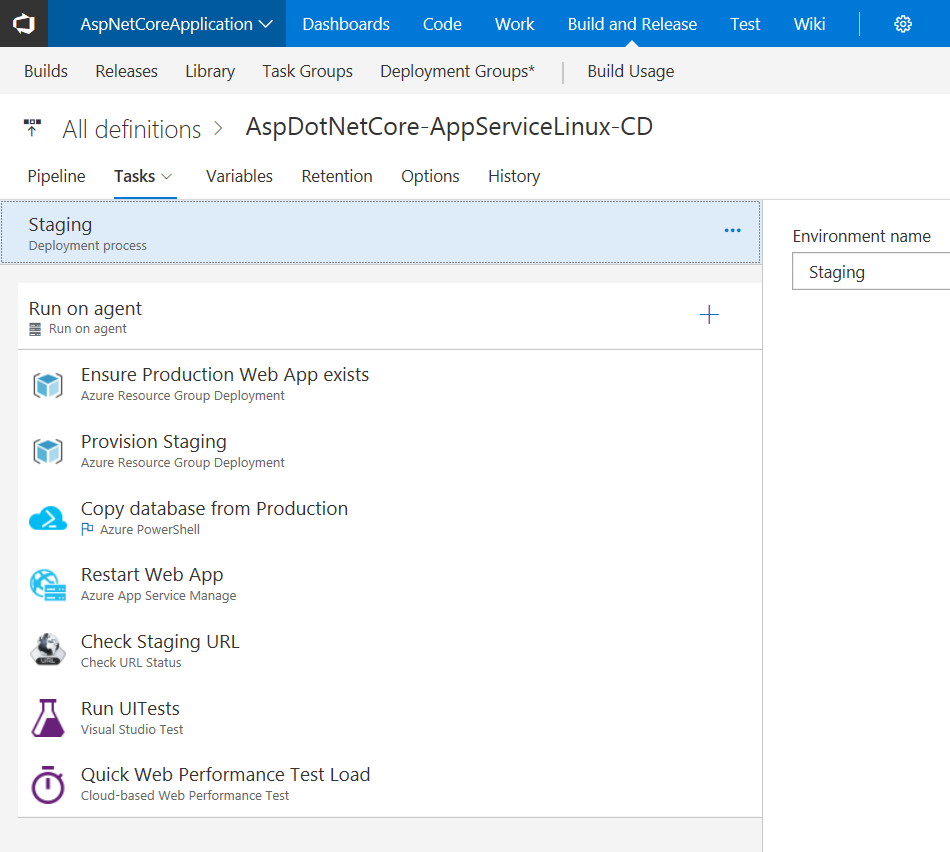 AspNetCoreApplication Dashboards Code Work Build and Release Test Wiki
Builds Releases Library Task Groups Deployment Groups* Build Usage
All definitions > AspDotNetCore-AppServiceLinux-CD
Pipeline Tasks Variables Retention Options History
Staging
Deployment process
Environment name
Staging
Run on agent
Run on agent
Ensure Production Web App exists
Azure Resource Group Deployment
Provision Staging
Azure Resource Group Deployment
Copy database from Production
Azure PowerShell
Restart Web App
Azure App Service Manage
Check Staging URL
URL
Check URL Status
Run UITests
Visual Studio Test
Quick Web Performance Test Load
Cloud-based Web Performance Test